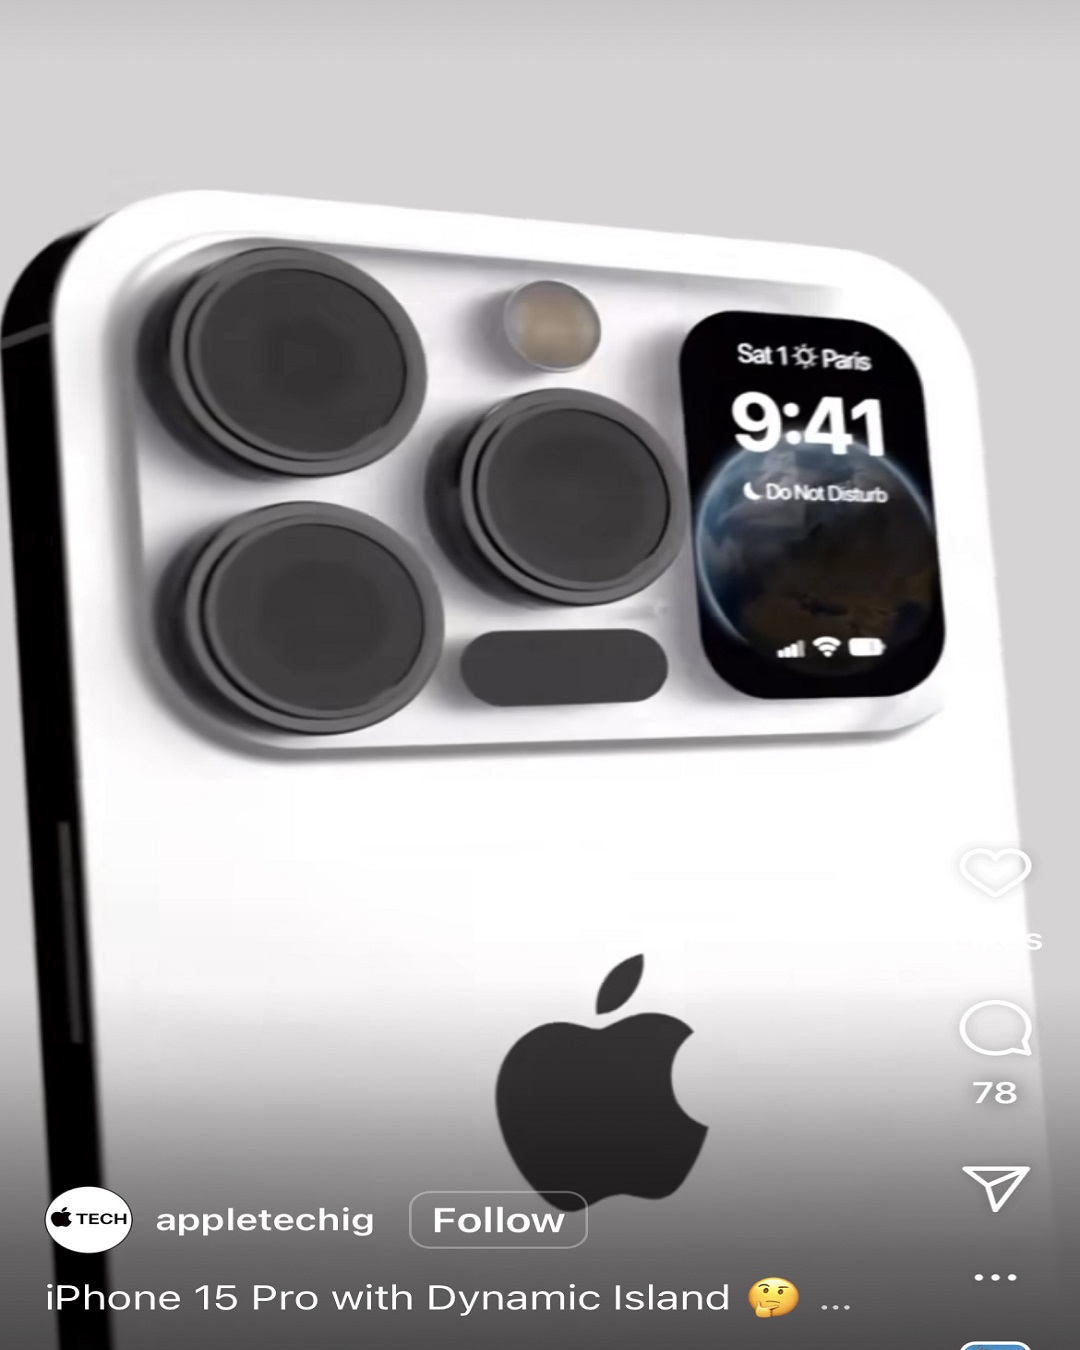 Sat 1 Paris
9:41
Do Not Disturb
78
TECH
appletechig
Follow
iPhone 15 Pro with Dynamic Island 🤔 ...